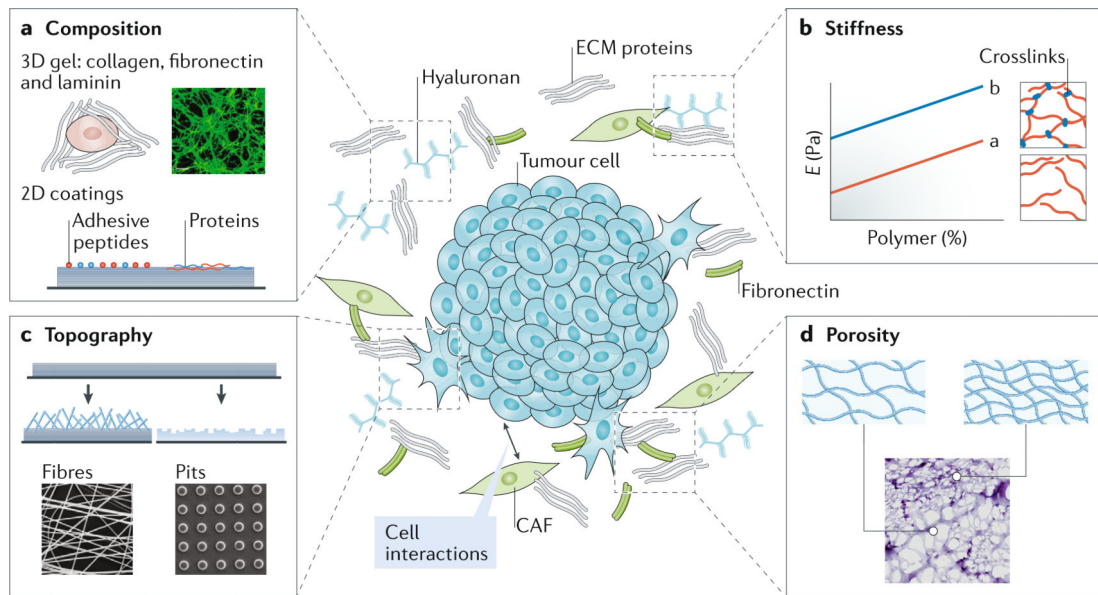 a Composition
3D gel: collagen, fibronectin
and laminin
2D coatings
Adhesive
peptides
Proteins
Hyaluronan
ECM proteins
Tumour cell
Fibronectin
CAF
Cell
interactions
b Stiffness
Crosslinks
b
a
E (Pa)
Polymer (%)
c Topography
Fibres
Pits
d Porosity